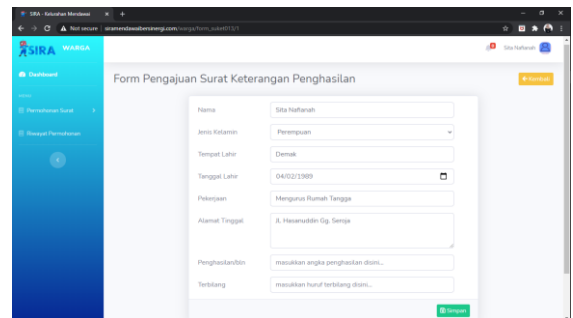 SIRA - Kelurahan Mendawai
Not secure | siramendawaibersinergi.com/warga/form_suket013/1
SIRA WARGA
Sita Nafianah
Dashboard
Form Pengajuan Surat Keterangan Penghasilan
Kembali
MENU
Permohonan Surat
Riwayat Permohonan
Nama
Sita Nafianah
Jenis Kelamin
Perempuan
Tempat Lahir
Demak
Tanggal Lahir
04/02/1989
Pekerjaan
Mengurus Rumah Tangga
Alamat Tinggal
Jl. Hasanuddin Gg. Seroja
Penghasilan/bln
masukkan angka penghasilan disini...
Terbilang
masukkan huruf terbilang disini...
Simpan